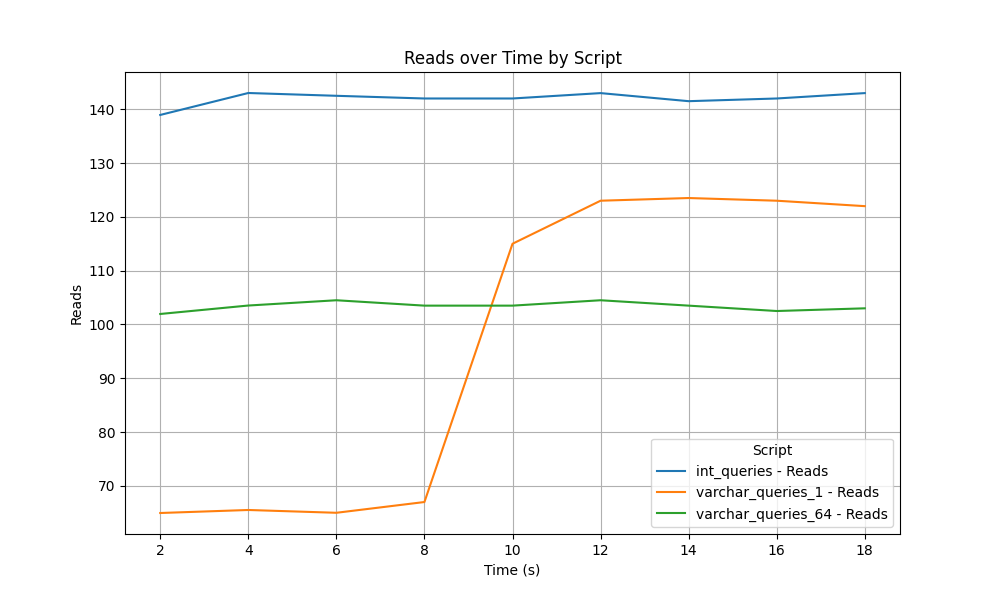 Reads over Time by Script
Reads
140
130
120
110
100
90
80
70
2 4 6 8 10 12 14 16 18
Time (s)
Script
int_queries - Reads
varchar_queries_1 - Reads
varchar_queries_64 - Reads